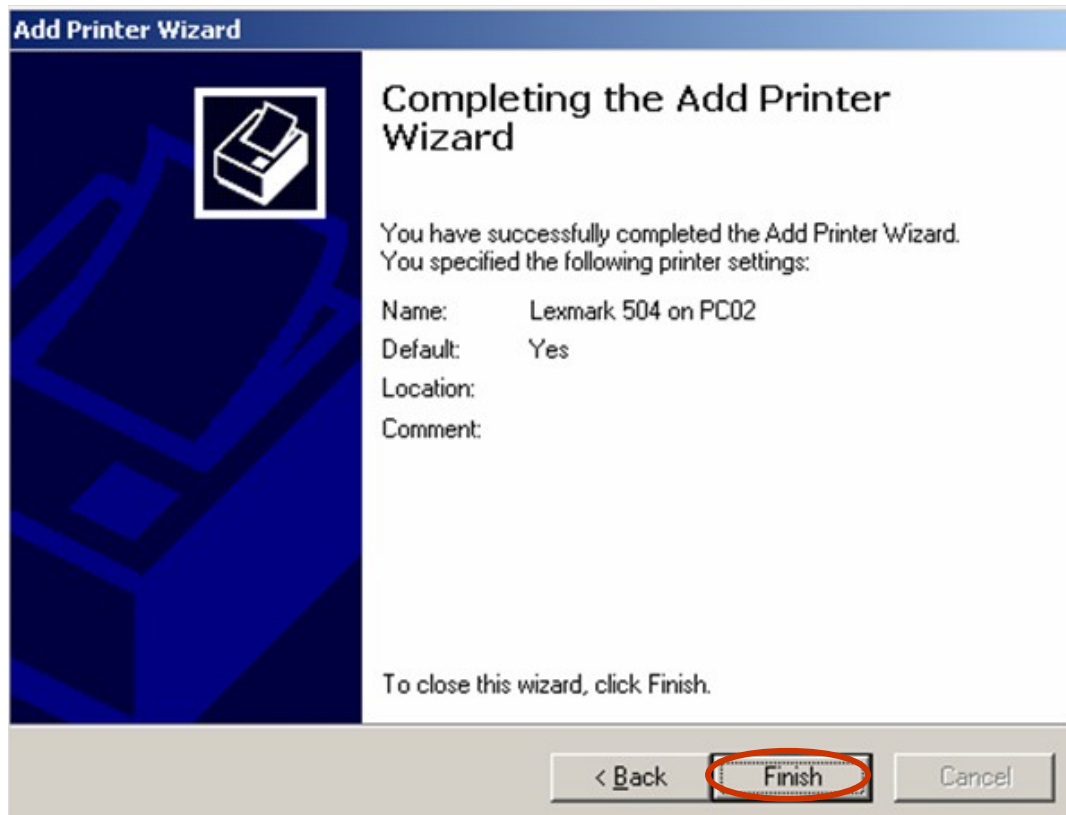 Add Printer Wizard
Completing the Add Printer
Wizard
You have successfully completed the Add Printer Wizard.
You specified the following printer settings:
Name: Lexmark 504 on PC02
Default: Yes
Location:
Comment:
To close this wizard, click Finish.
< Back Finish Cancel